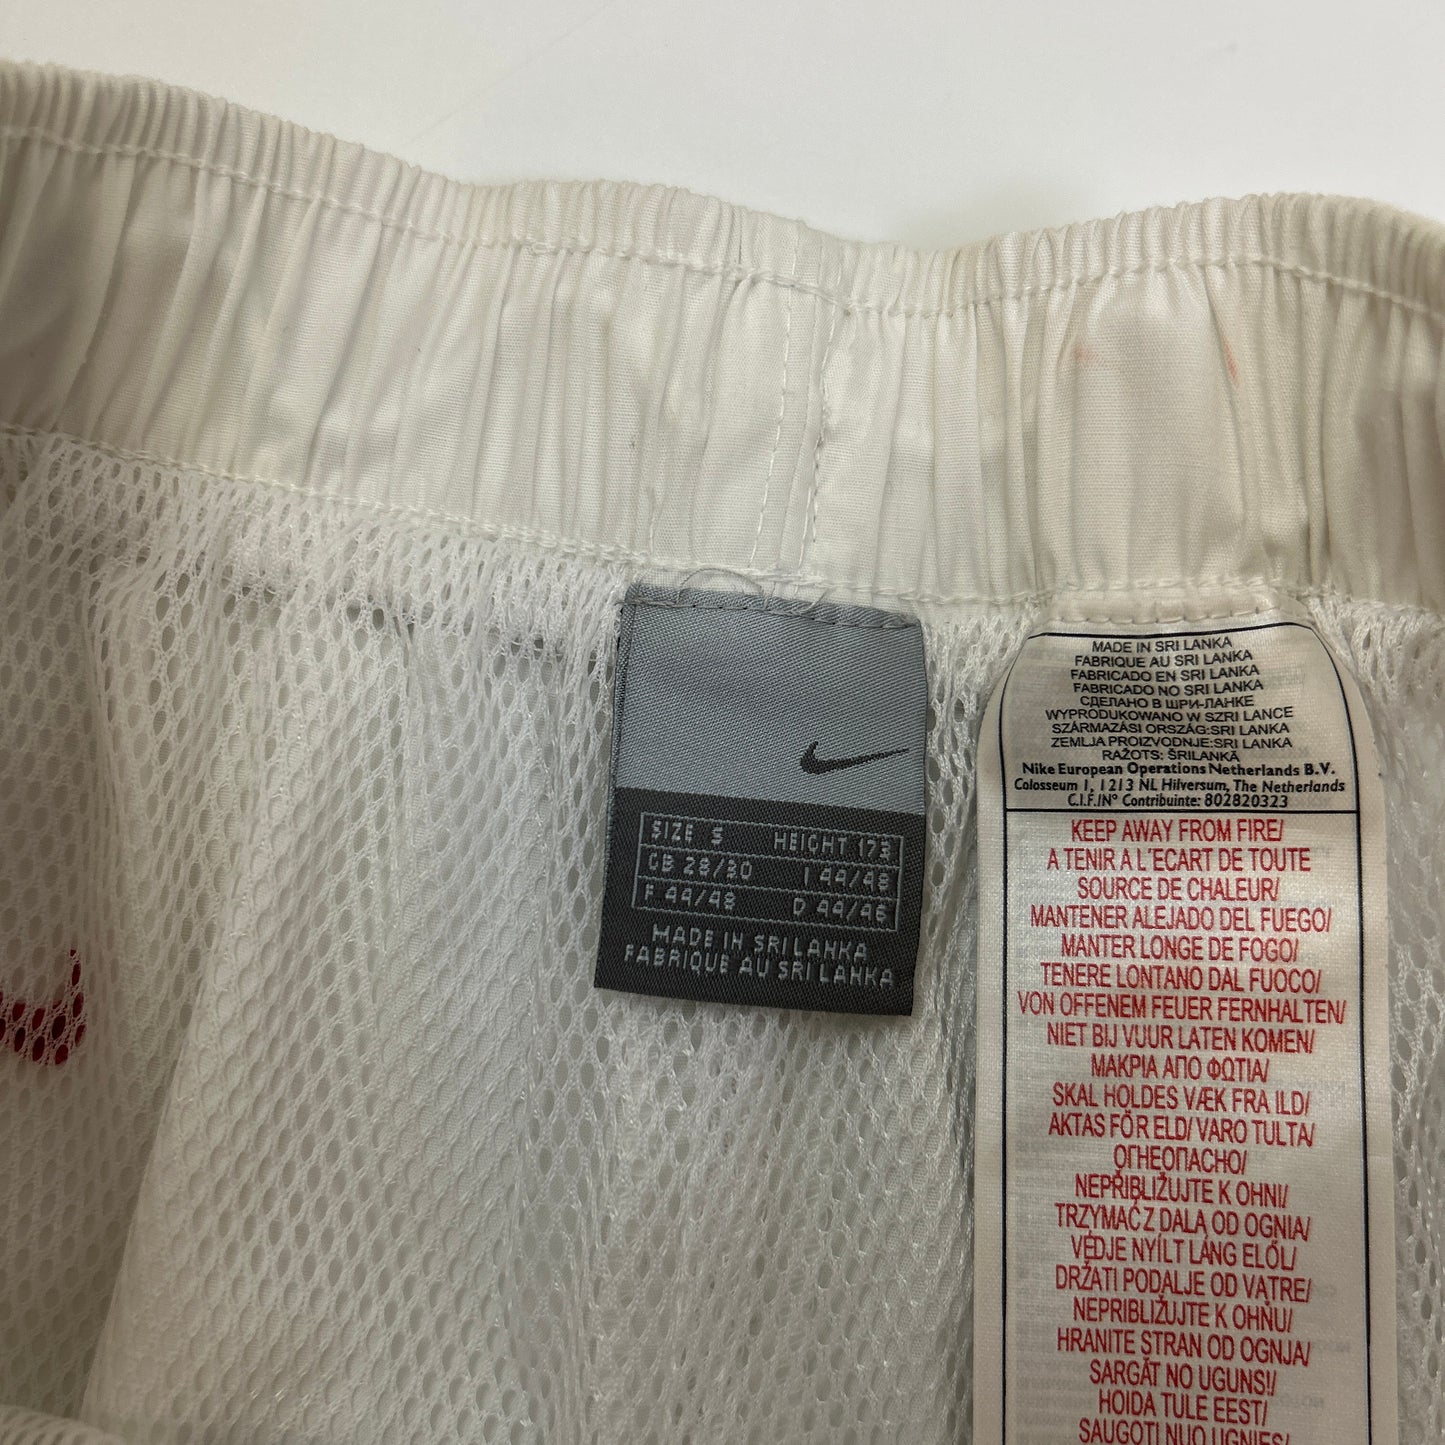 SIZE S HEIGHT 173
GB 28/30 I 44/48
F 44/48 D 44/46
MADE IN SRI LANKA
FABRIQUE AU SRI LANKA
MADE IN SRI LANKA
FABRIQUE AU SRI LANKA
FABRICADO EN SRI LANKA
FABRICADO NO SRI LANKA
СДЕЛАНО В ШРИ-ЛАНКЕ
WYPRODUKOWANO W SZRI LANCE
SZÁRMAZÁSI ORSZÁG:SRI LANKA
ZEMLJA PROIZVODNJE:SRI LANKA
RAŽOTS: ŠRILANKĀ
Nike European Operations Netherlands B.V.
Colosseum 1, 1213 NL Hilversum, The Netherlands
C.I.F./N° Contribuinte: 802820323
KEEP AWAY FROM FIRE/
A TENIR A L'ECART DE TOUTE
SOURCE DE CHALEUR/
MANTENER ALEJADO DEL FUEGO/
MANTER LONGE DE FOGO/
TENERE LONTANO DAL FUOCO/
VON OFFENEM FEUER FERNHALTEN/
NIET BIJ VUUR LATEN KOMEN/
ΜΑΚΡΙΑ ΑΠΟ ΦΩΤΙΑ/
SKAL HOLDES VÆK FRA ILD/
AKTAS FÖR ELD/ VARO TULTA/
ОГНЕОПАСНО/
NEPŘIBLIŽUJTE K OHNI/
TRZYMAĆ Z DALA OD OGNIA/
VÉDJE NYÍLT LÁNG ELŐL/
DRŽATI PODALJE OD VATRE/
NEPRIBLIŽUJTE K OHŇU/
HRANITE STRAN OD OGNJA/
SARGĀT NO UGUNS!/
HOIDA TULE EEST/
SAUGOTI NUO UGNIES/